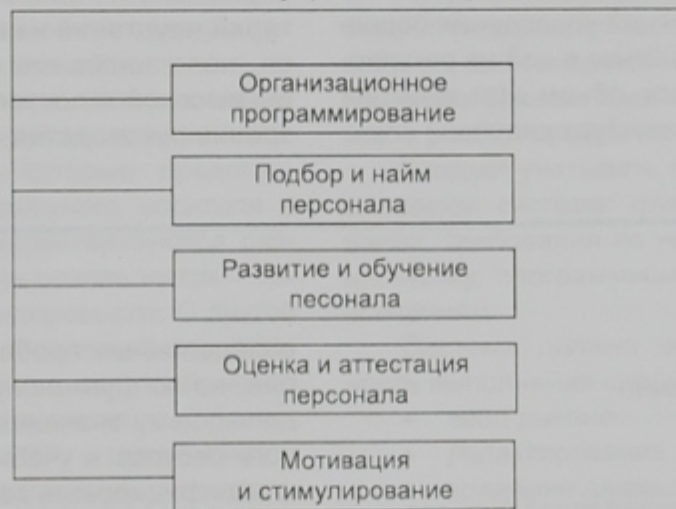 Организационное
программирование
Подбор и найм
персонала
Развитие и обучение
песонала
Оценка и аттестация
персонала
Мотивация
и стимулирование